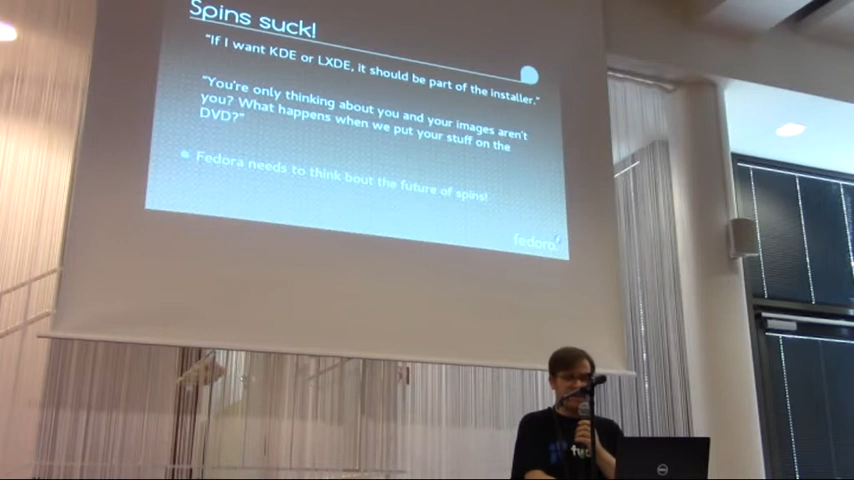 Spins suck!
"If I want KDE or LXDE, it should be part of the installer."
"You're only thinking about you and your images aren't
you? What happens when we put your stuff on the
DVD?"
Fedora needs to think bout the future of spins!
fedora
DELL